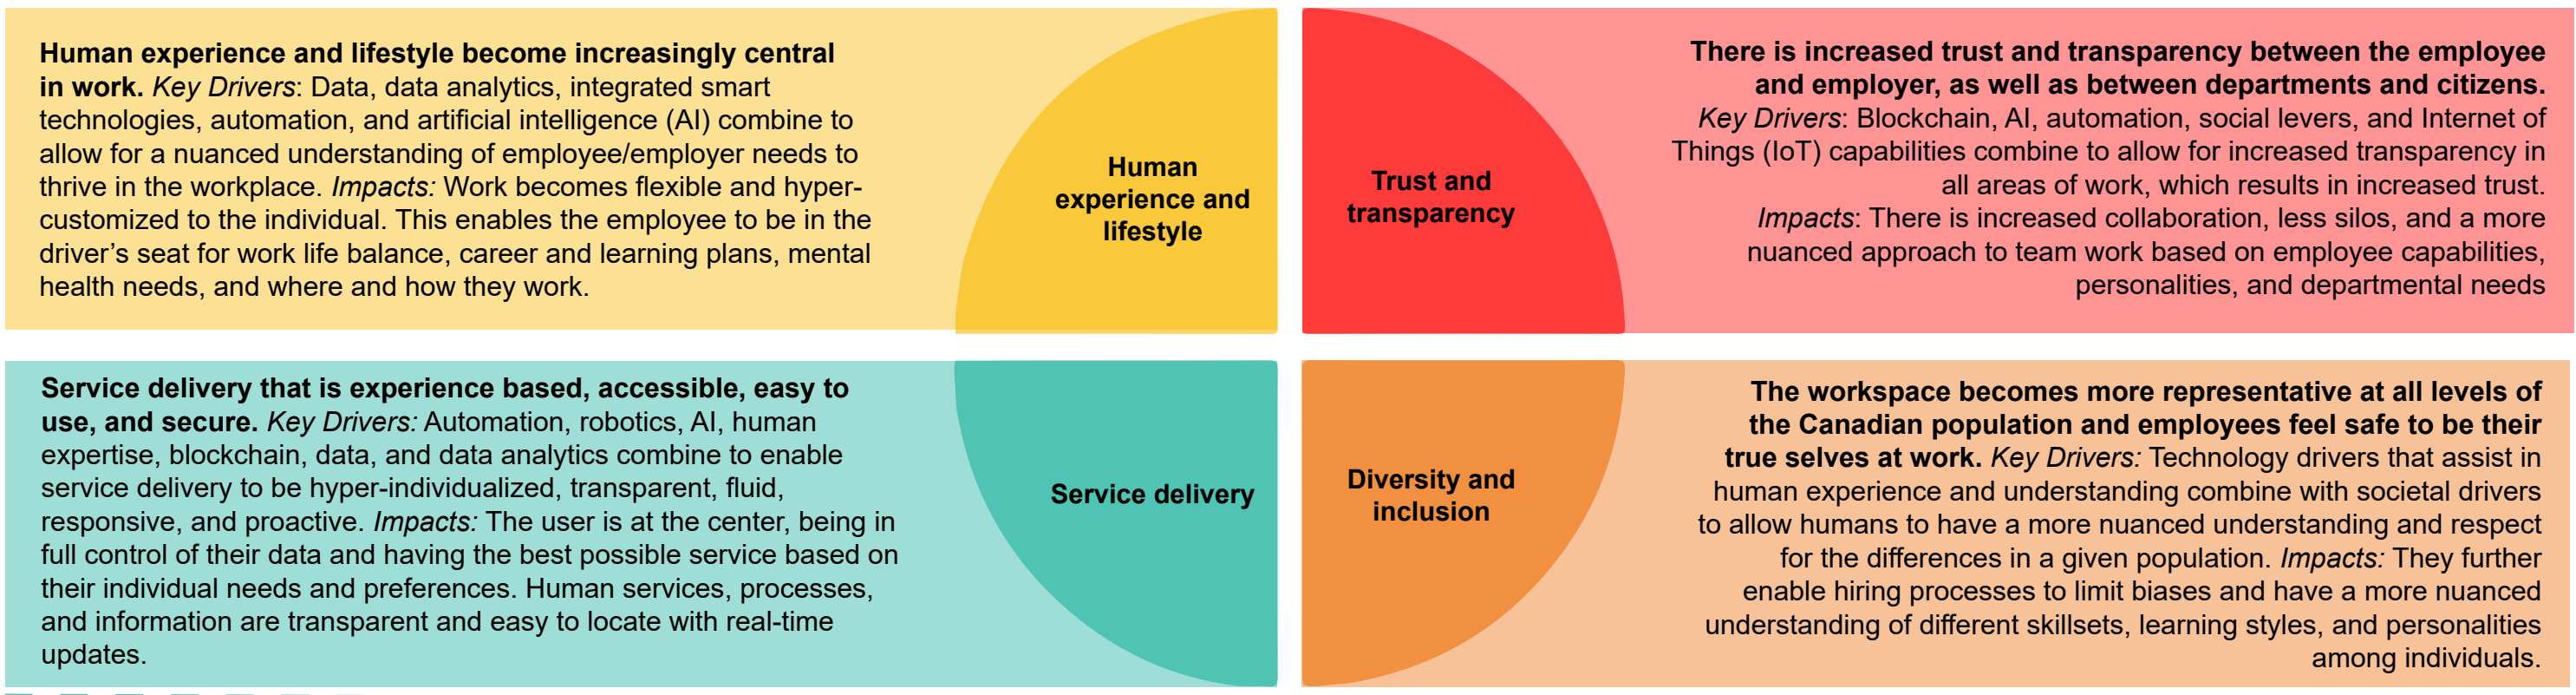 Human experience and lifestyle become increasingly central
in work. Key Drivers: Data, data analytics, integrated smart
technologies, automation, and artificial intelligence (AI) combine to
allow for a nuanced understanding of employee/employer needs to
thrive in the workplace. Impacts: Work becomes flexible and hyper-
customized to the individual. This enables the employee to be in the
driver's seat for work life balance, career and learning plans, mental
health needs, and where and how they work.
Human
experience and
lifestyle
Trust and
transparency
There is increased trust and transparency between the employee
and employer, as well as between departments and citizens.
Key Drivers: Blockchain, AI, automation, social levers, and Internet of
Things (IoT) capabilities combine to allow for increased transparency in
all areas of work, which results in increased trust.
Impacts: There is increased collaboration, less silos, and a more
nuanced approach to team work based on employee capabilities,
personalities, and departmental needs
Service delivery that is experience based, accessible, easy to
use, and secure. Key Drivers: Automation, robotics, AI, human
expertise, blockchain, data, and data analytics combine to enable
service delivery to be hyper-individualized, transparent, fluid,
responsive, and proactive. Impacts: The user is at the center, being in
full control of their data and having the best possible service based on
their individual needs and preferences. Human services, processes,
and information are transparent and easy to locate with real-time
updates.
Service delivery
Diversity and
inclusion
The workspace becomes more representative at all levels of
the Canadian population and employees feel safe to be their
true selves at work. Key Drivers: Technology drivers that assist in
human experience and understanding combine with societal drivers
to allow humans to have a more nuanced understanding and respect
for the differences in a given population. Impacts: They further
enable hiring processes to limit biases and have a more nuanced
understanding of different skillsets, learning styles, and personalities
among individuals.